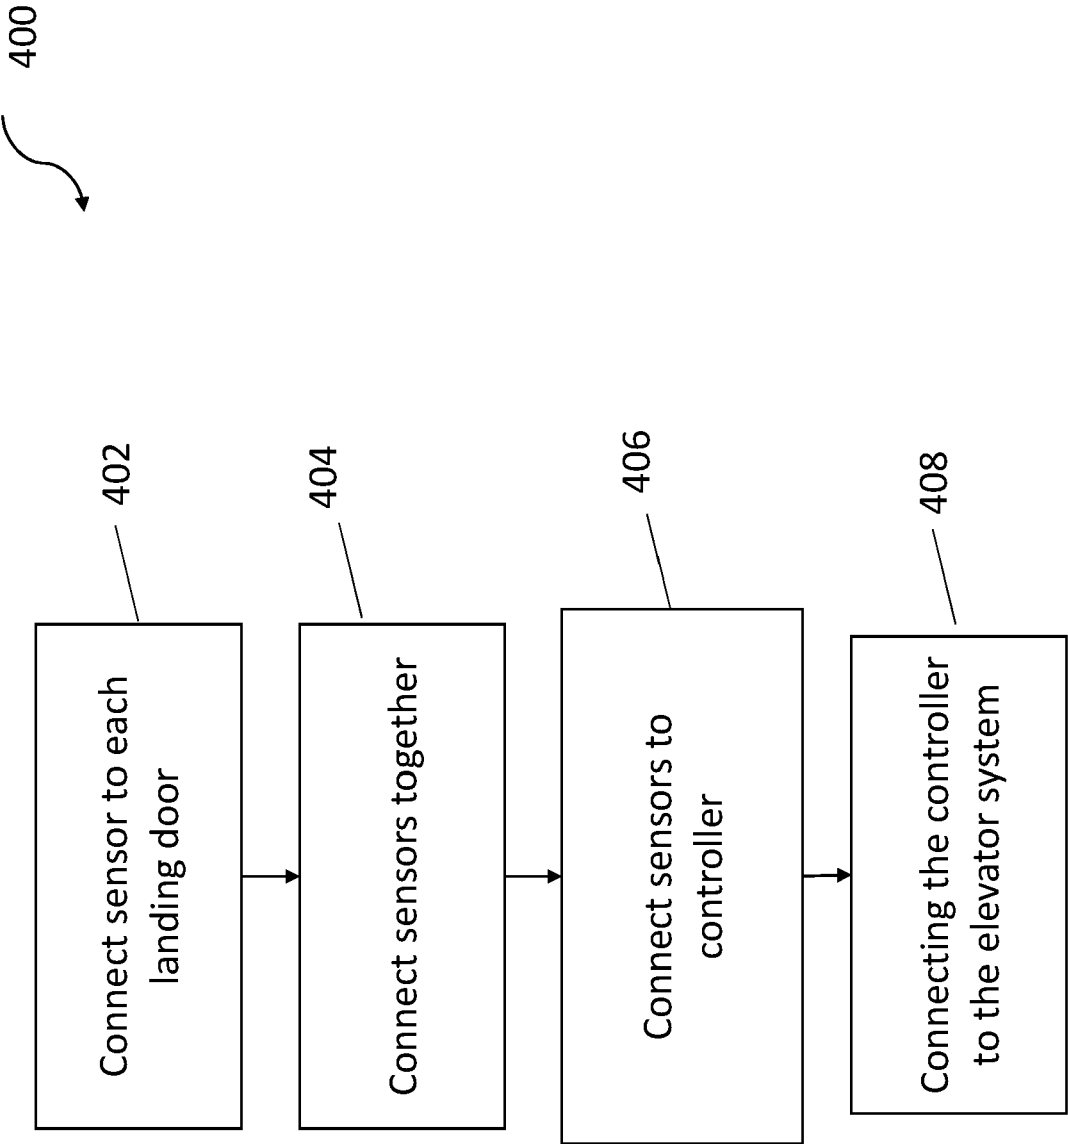 400
402
Connect sensor to each
landing door
404
Connect sensors together
406
Connect sensors to
controller
408
Connecting the controller
to the elevator system